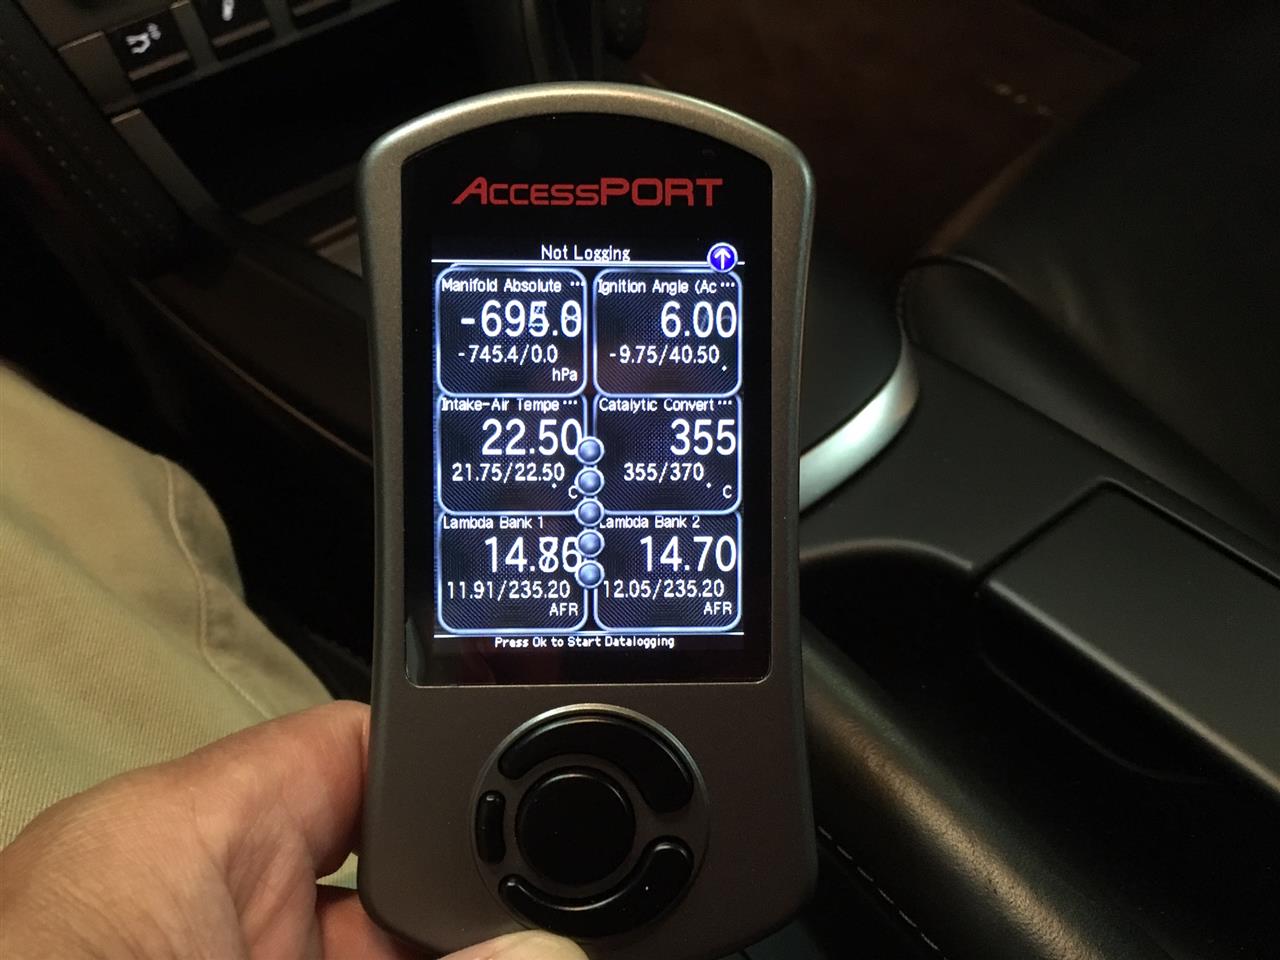 AccessPORT
Not Logging
Manifold Absolute ···
-745.4/0.0
hPa
Ignition Angle (Ac ···
6.00
-9.75/40.50
°
Intake-Air Tempe ···
22.50
21.75/22.50
° C
Catalytic Convert ···
355
355/370
° C
Lambda Bank 1
11.91/235.20
AFR
Lambda Bank 2
14.70
12.05/235.20
AFR
Press Ok to Start Datalogging